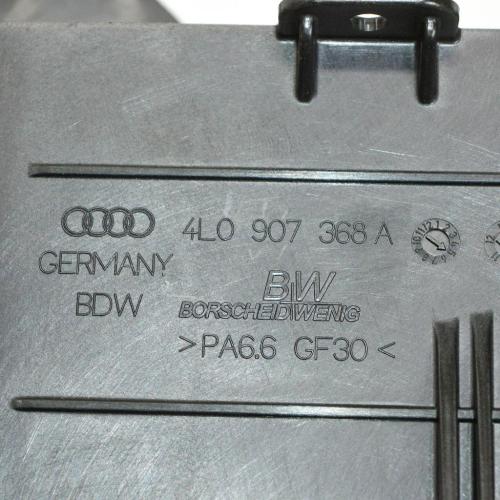 4L0 907 368 A
GERMANY
BDW
BW
BORSCHEID WENIG
>PA6.6 GF30<